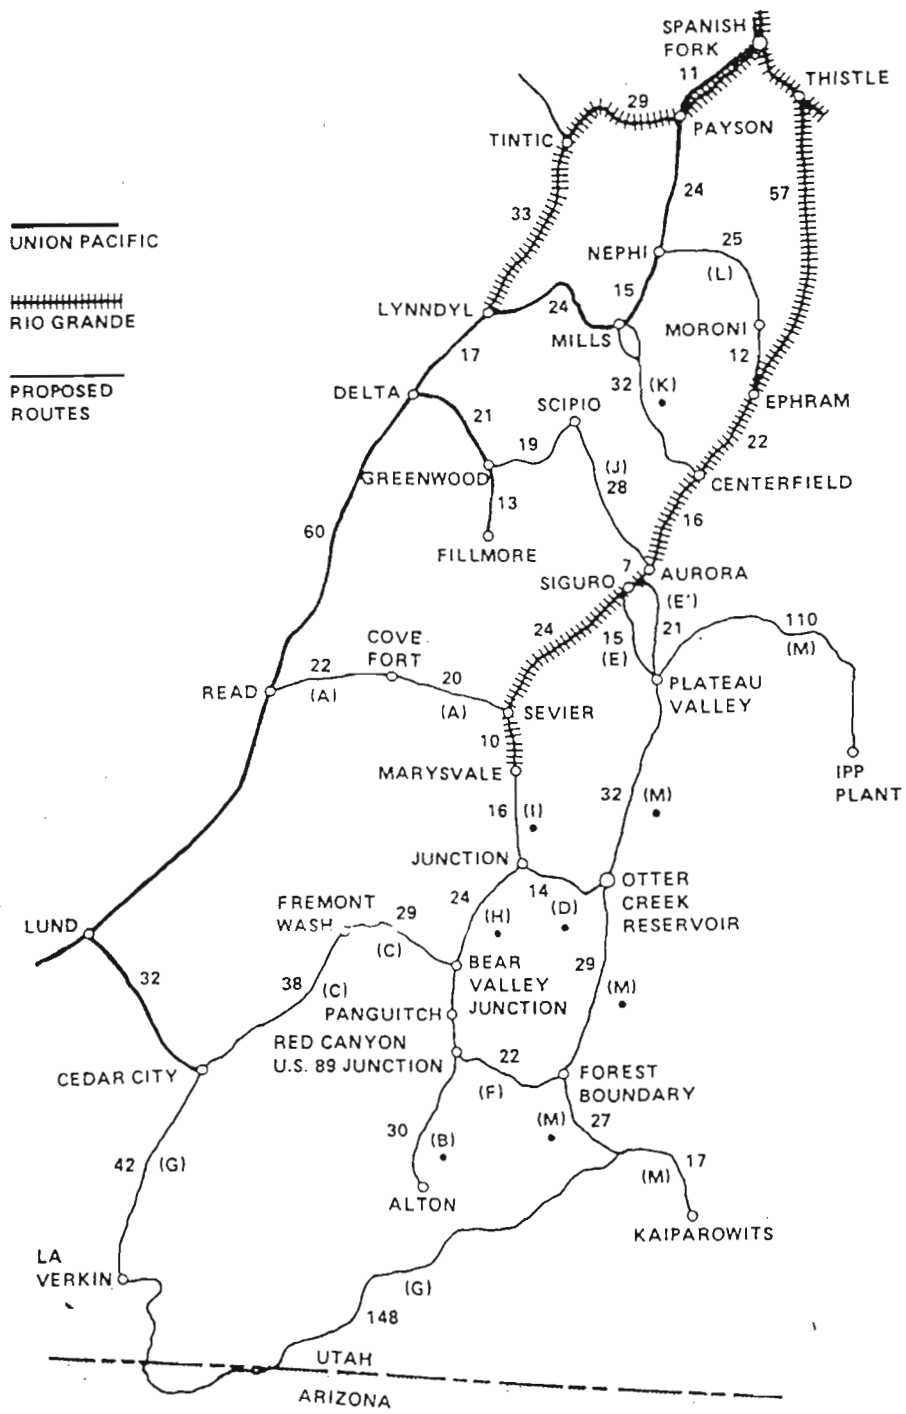 SPANISH
FORK
11
THISTLE
29
PAYSON
TINTIC
24
57
33
UNION PACIFIC
NEPHI
25
(L)
RIO GRANDE
LYNNDYL
24
15
MILLS
MORONI
17
12
PROPOSED
ROUTES
DELTA
32
(K)
EPHRAM
21
SCIPIO
22
19
(J)
28
GREENWOOD
CENTERFIELD
13
16
60
FILLMORE
7
AURORA
SIGURO
(E')
24
15
(E)
21
110
(M)
COVE
FORT
22
(A)
20
(A)
READ
SEVIER
PLATEAU
VALLEY
10
MARYSVALE
IPP
PLANT
16
(I)
32
(M)
JUNCTION
14
(D)
OTTER
CREEK
RESERVOIR
FREMONT
WASH
29
(C)
24
(H)
LUND
BEAR
VALLEY
JUNCTION
29
(M)
32
38
(C)
PANGUITCH
RED CANYON
U.S. 89 JUNCTION
22
(F)
CEDAR CITY
FOREST
BOUNDARY
30
(B)
(M)
27
42
(G)
17
(M)
ALTON
KAIPAROWITS
LA
VERKIN
(G)
148
UTAH
ARIZONA